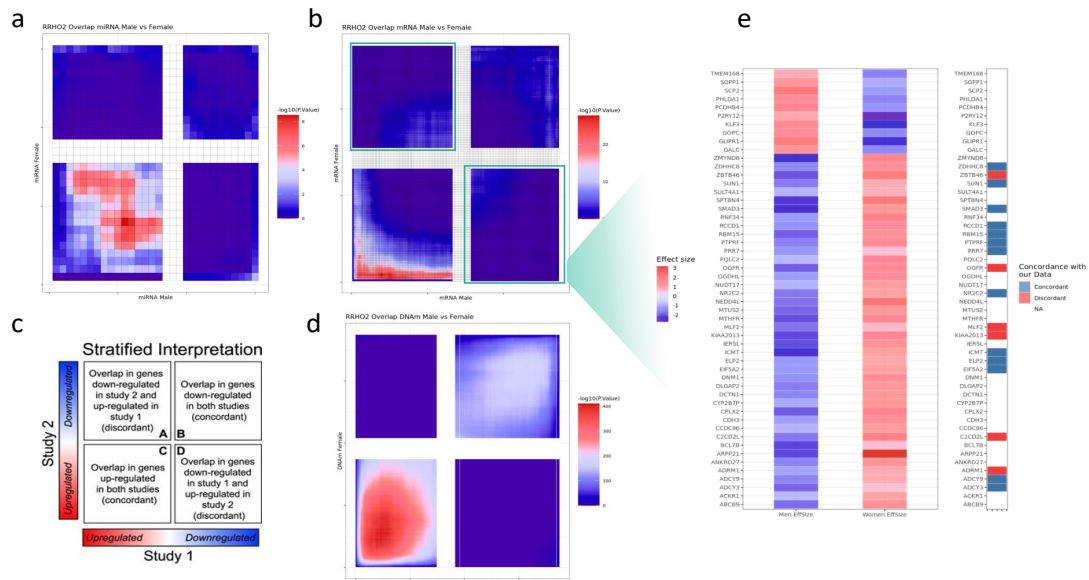 a
RRHO2 Overlap miRNA Male vs Female
miRNA Female
miRNA Male
-log10(P.Value)
8
6
4
2
0
b
RRHO2 Overlap mRNA Male vs Female
mRNA Female
mRNA Male
-log10(P.Value)
20
10
0
c
Stratified Interpretation
Study 2
Downregulated
Upregulated
Overlap in genes
down-regulated
in study 2 and
up-regulated in
study 1
(discordant)
A
Overlap in genes
down-regulated
in both studies
(concordant)
B
C
Overlap in genes
up-regulated
in both studies
(concordant)
D
Overlap in genes
down-regulated
in study 1 and
up-regulated in
study 2
(discordant)
Upregulated
Downregulated
Study 1
d
RRHO2 Overlap DNAm Male vs Female
DNAm Female
DNAm Male
-log10(P.Value)
400
300
200
100
0
e
Effect size
3
2
1
0
-1
-2
TMEM168
SGPP1
SCP2
PHLDA1
PCDHB4
P2RY12
KLF3
GOPC
GLIPR1
GALC
ZMYND8
ZDHHC8
ZBTB46
SUN1
SULT4A1
SPTBN4
SMAD3
RNF34
RCCD1
RBM15
PTPRF
PRR7
PQLC2
OGFR
OGDHL
NUDT17
NR2C2
NEDD4L
MTUS2
MTHFR
MLF2
KIAA2013
IER5L
ICMT
ELP2
EIF5A2
DNM1
DLGAP2
DCTN1
CYP2B7P
CPLX2
CDH3
CCDC86
C2CD2L
BCL7B
ARPP21
ANKRD27
ADRM1
ADCY9
ADCY3
ACKR1
ABCB9
Men.EffSize
Women.EffSize
Concordance with
our Data
Concordant
Discordant
NA